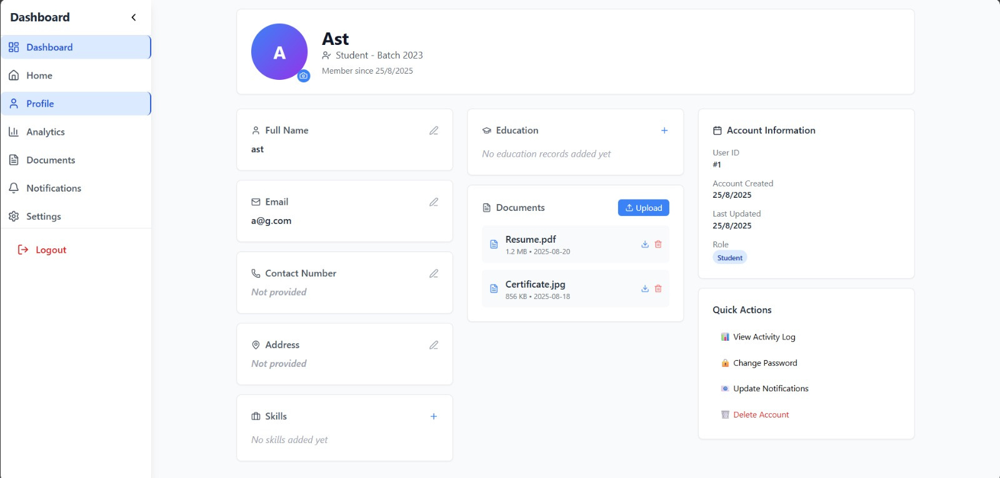 Dashboard
Dashboard
Home
Profile
Analytics
Documents
Notifications
Settings
Logout
A
Ast
Student - Batch 2023
Member since 25/8/2025
Full Name
ast
Email
a@g.com
Contact Number
Not provided
Address
Not provided
Skills
No skills added yet
Education
No education records added yet
Documents
Upload
Resume.pdf
1.2 MB • 2025-08-20
Certificate.jpg
856 KB • 2025-08-18
Account Information
User ID
#1
Account Created
25/8/2025
Last Updated
25/8/2025
Role
Student
Quick Actions
View Activity Log
Change Password
Update Notifications
Delete Account